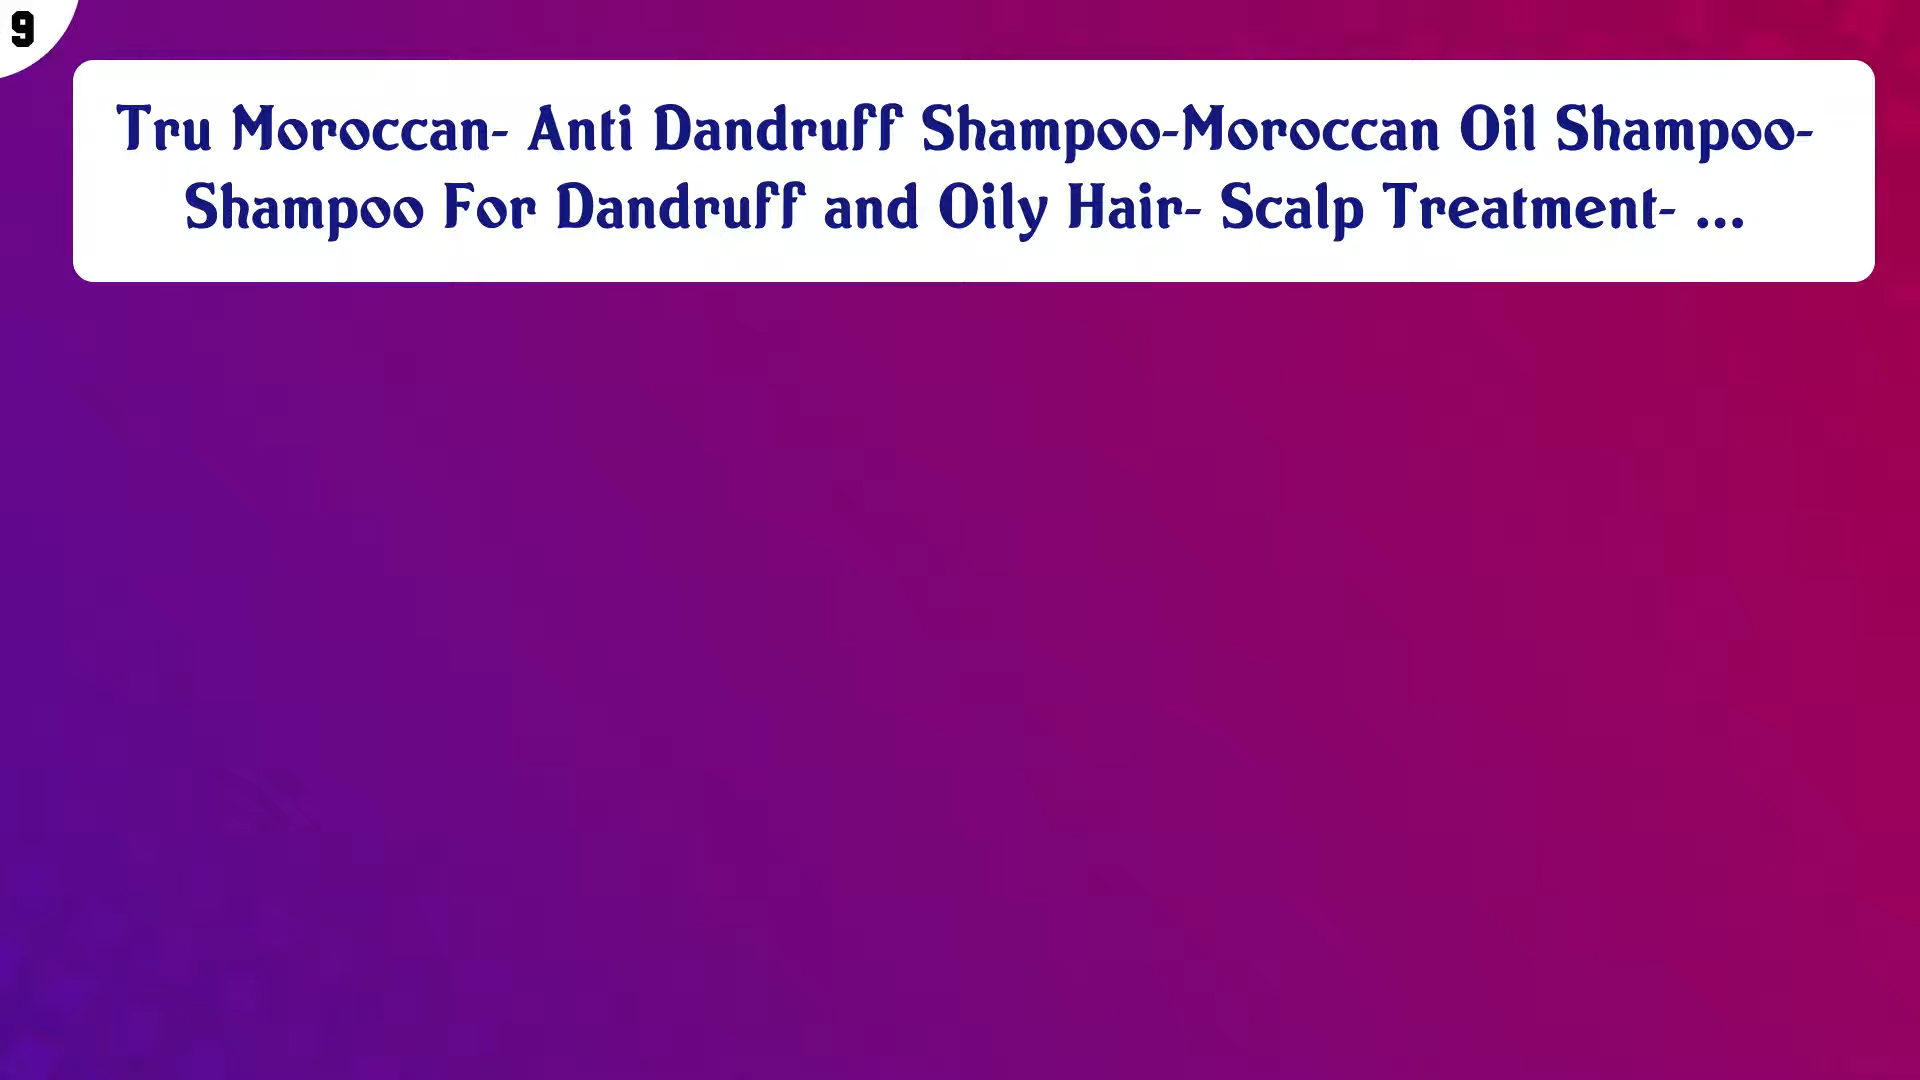 9
Tru Moroccan- Anti Dandruff Shampoo-Moroccan Oil Shampoo-
Shampoo For Dandruff and Oily Hair- Scalp Treatment- ...